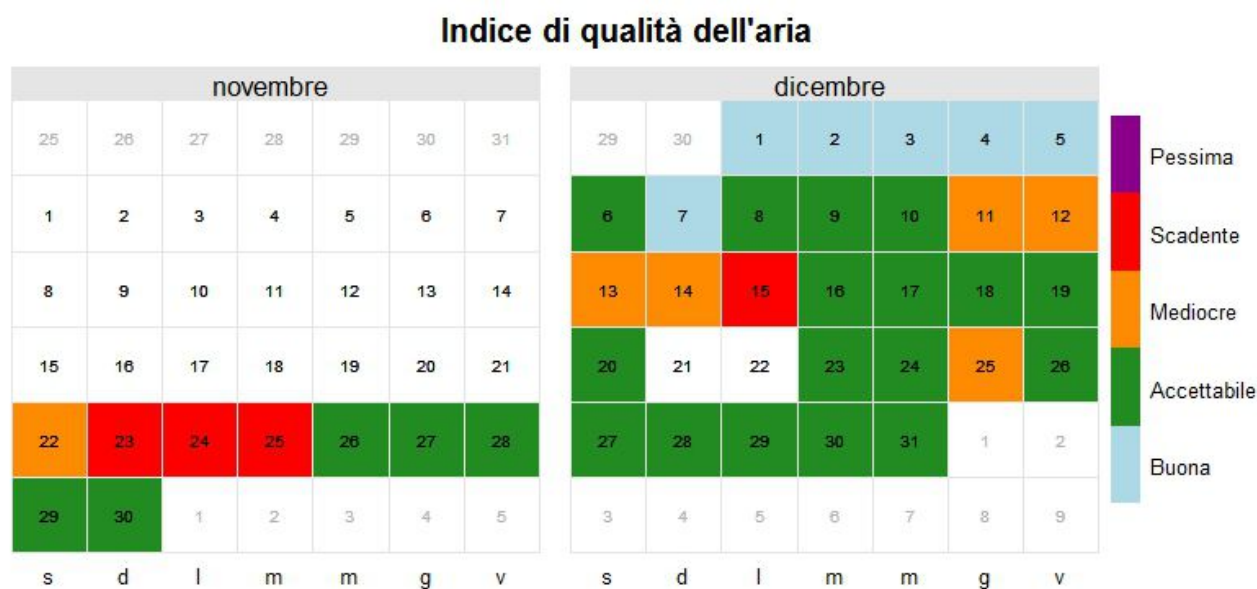 Indice di qualità dell'aria
novembre
25 26 27 28 29 30 31
1 2 3 4 5 6 7
8 9 10 11 12 13 14
15 16 17 18 19 20 21
22 23 24 25 26 27 28
29 30 1 2 3 4 5
s d l m m g v
dicembre
29 30 1 2 3 4 5
6 7 8 9 10 11 12
13 14 15 16 17 18 19
20 21 22 23 24 25 26
27 28 29 30 31 1 2
3 4 5 6 7 8 9
s d l m m g v
Pessima
Scadente
Mediocre
Accettabile
Buona